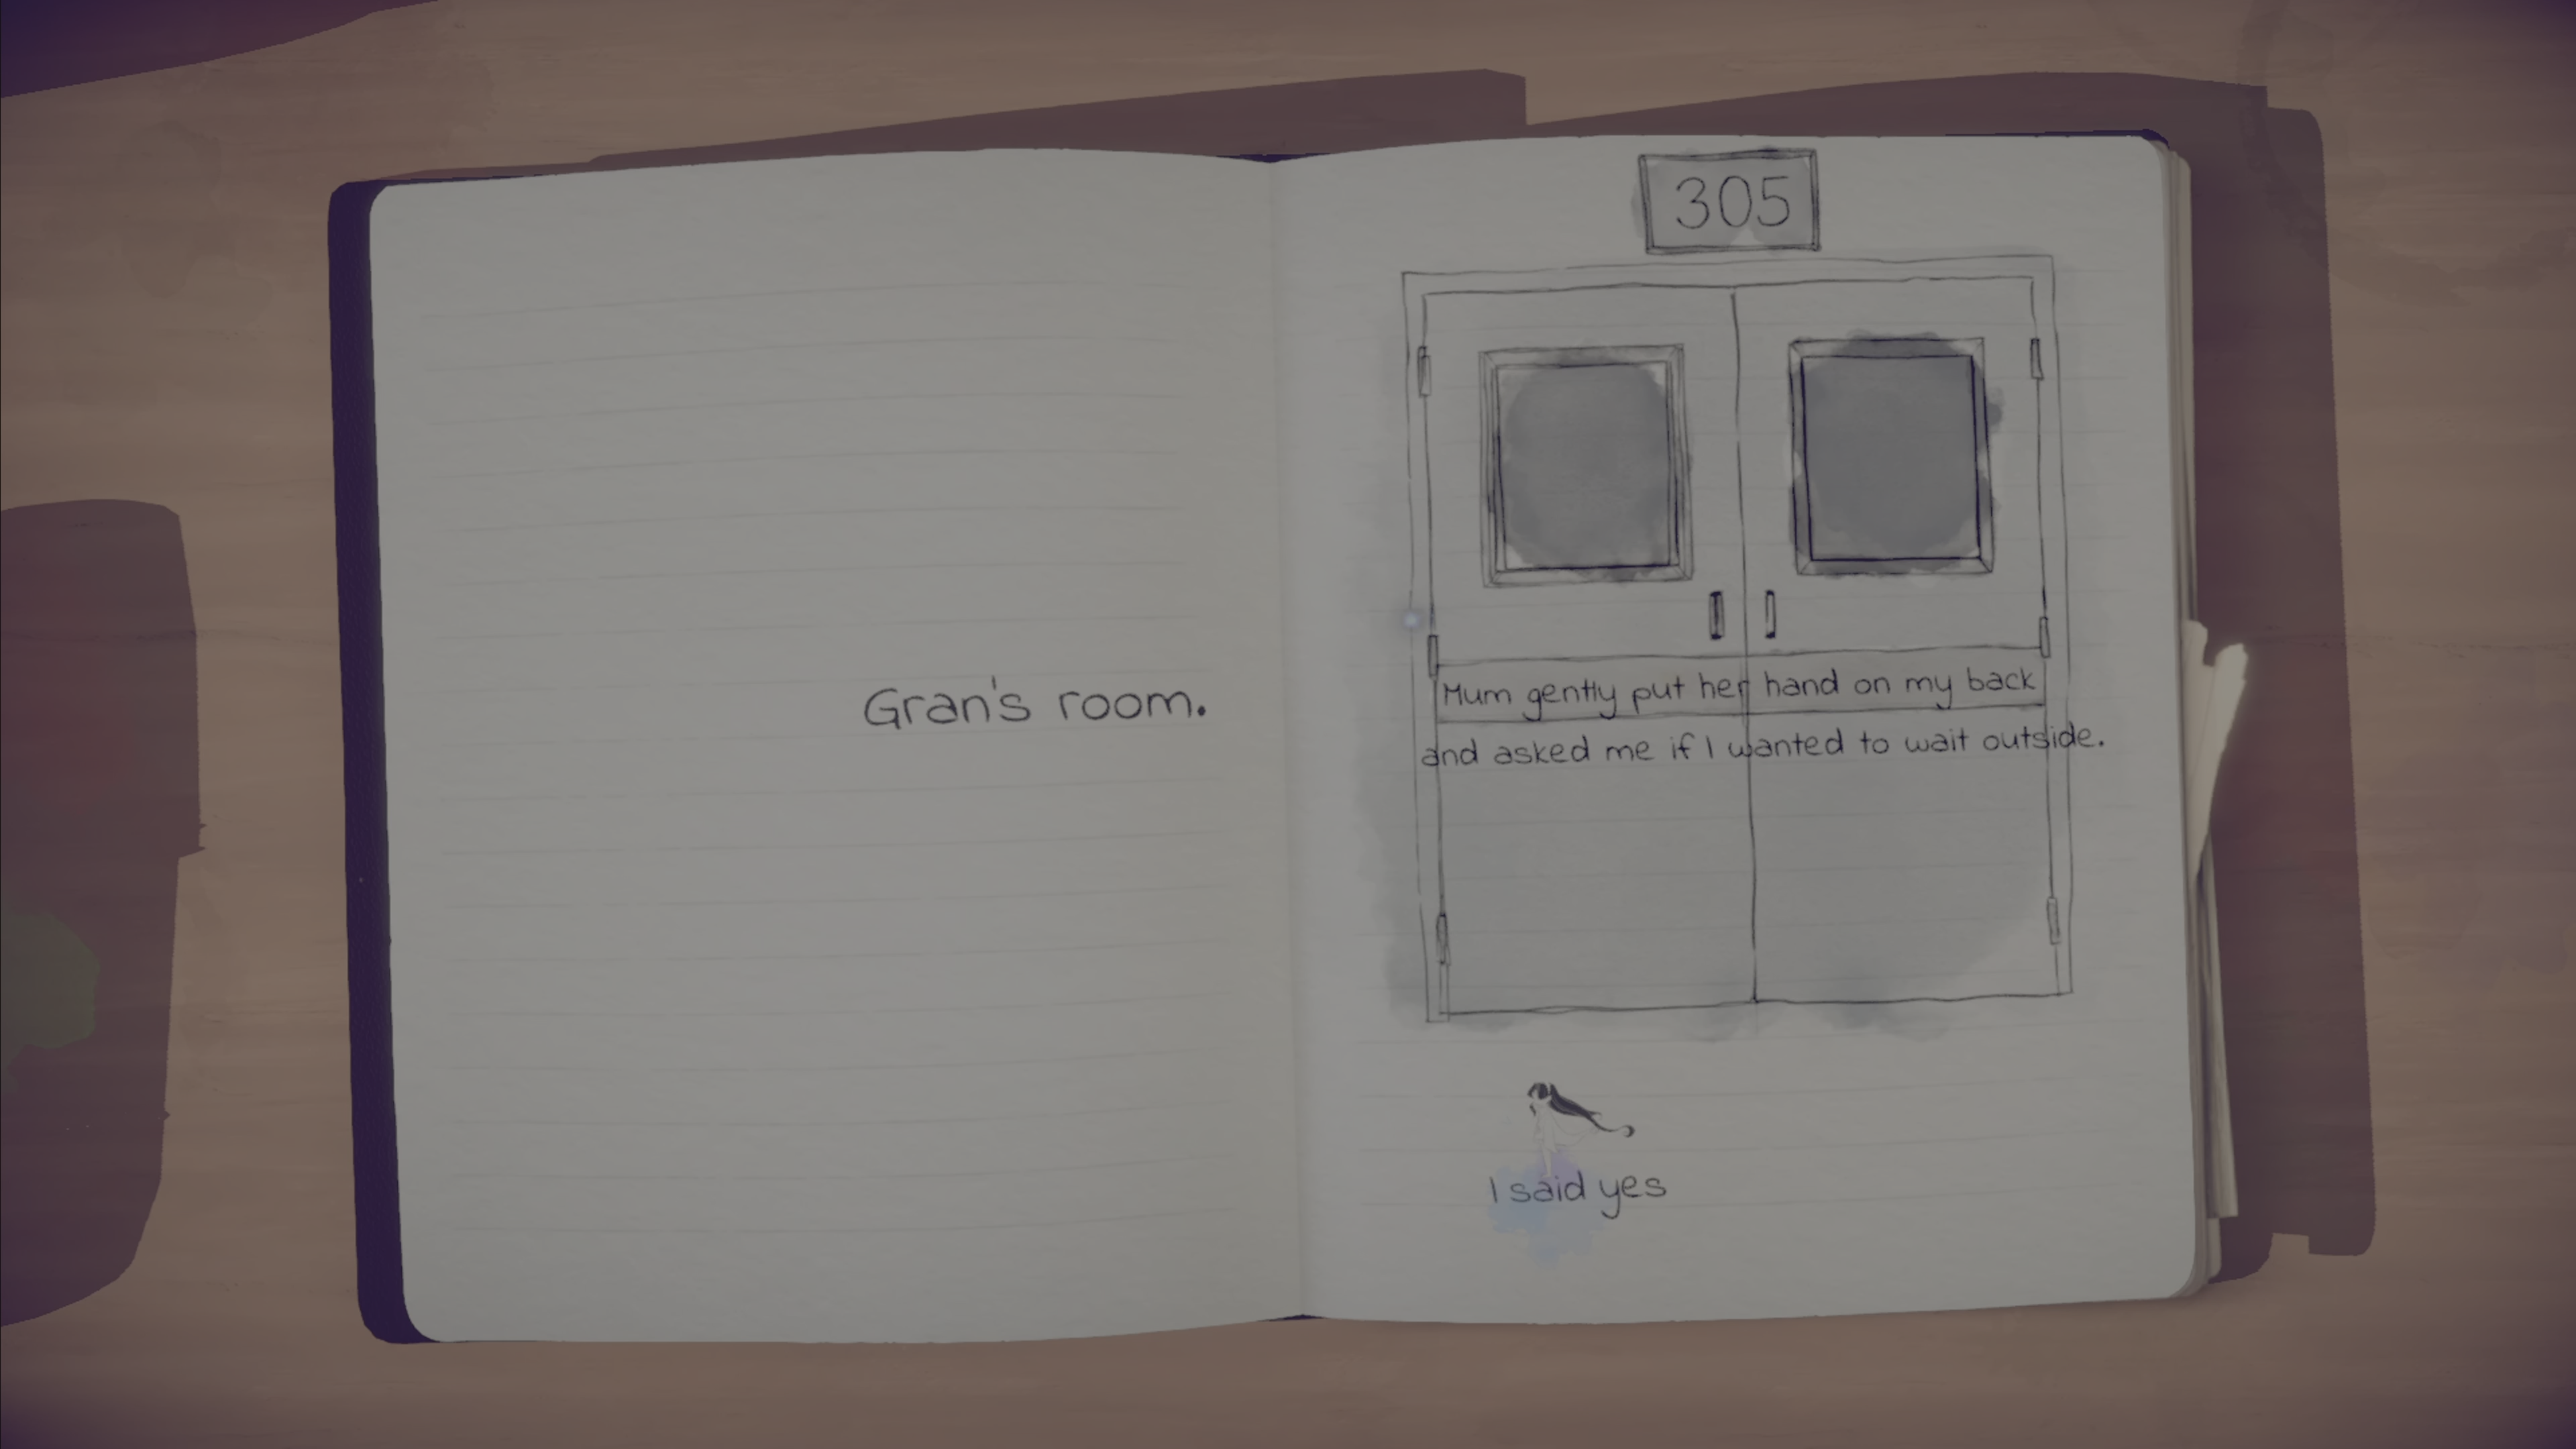 Gran's room.
305
Mum gently put her hand on my back
and asked me if I wanted to wait outside.
I said yes